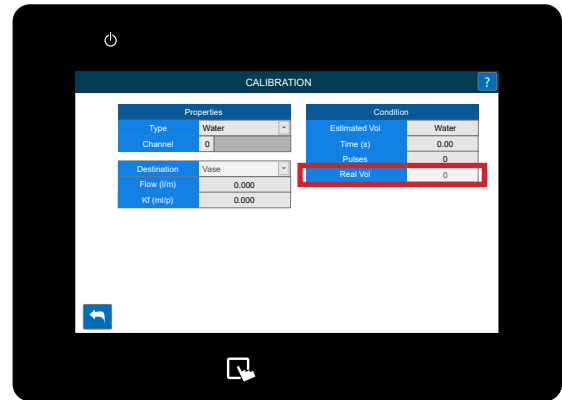 CALIBRATION
?
Properties
Type Water
Channel 0
Destination Vase
Flow (l/m) 0.000
Kf (ml/p) 0.000
Condition
Estimated Vol Water
Time (s) 0.00
Pulses 0
Real Vol 0